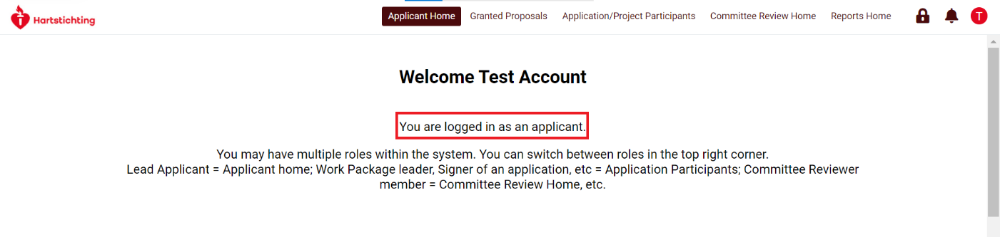 Hartstichting
Applicant Home Granted Proposals Application/Project Participants Committee Review Home Reports Home T
Welcome Test Account
You are logged in as an applicant.
You may have multiple roles within the system. You can switch between roles in the top right corner.
Lead Applicant = Applicant home; Work Package leader, Signer of an application, etc = Application Participants; Committee Reviewer
member = Committee Review Home, etc.